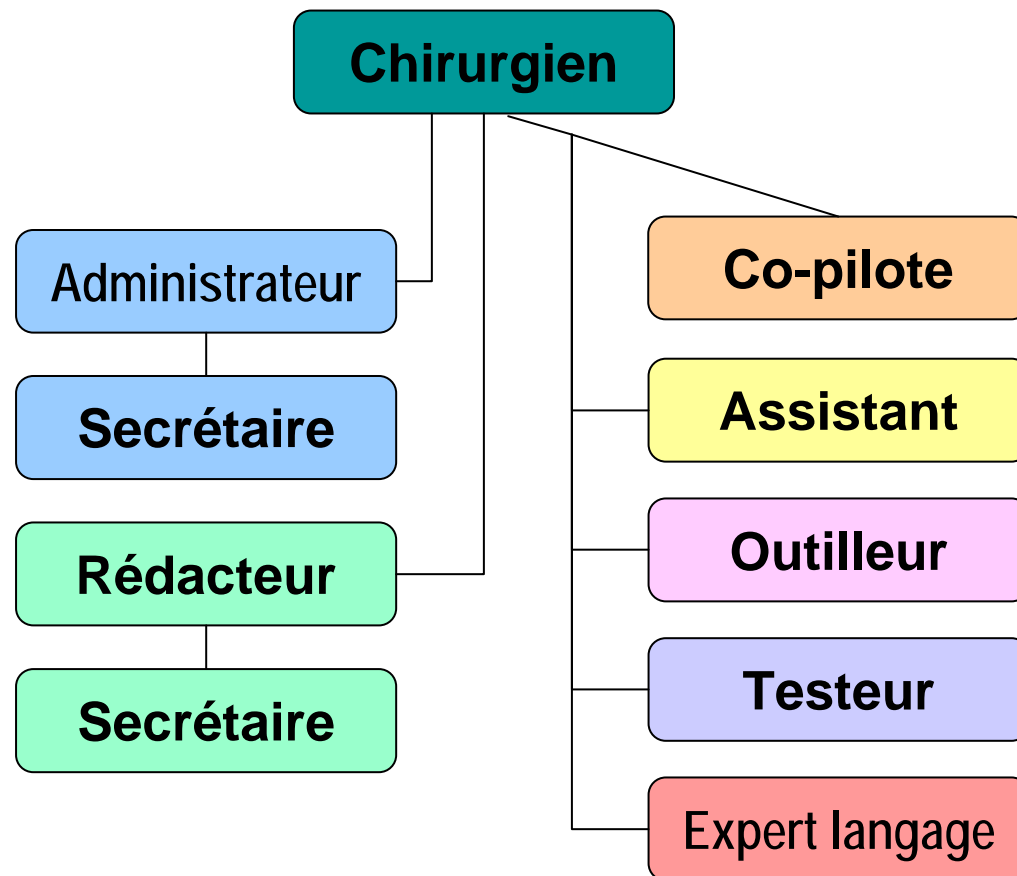 Chirurgien
Administrateur
Secrétaire
Rédacteur
Secrétaire
Co-pilote
Assistant
Outilleur
Testeur
Expert langage